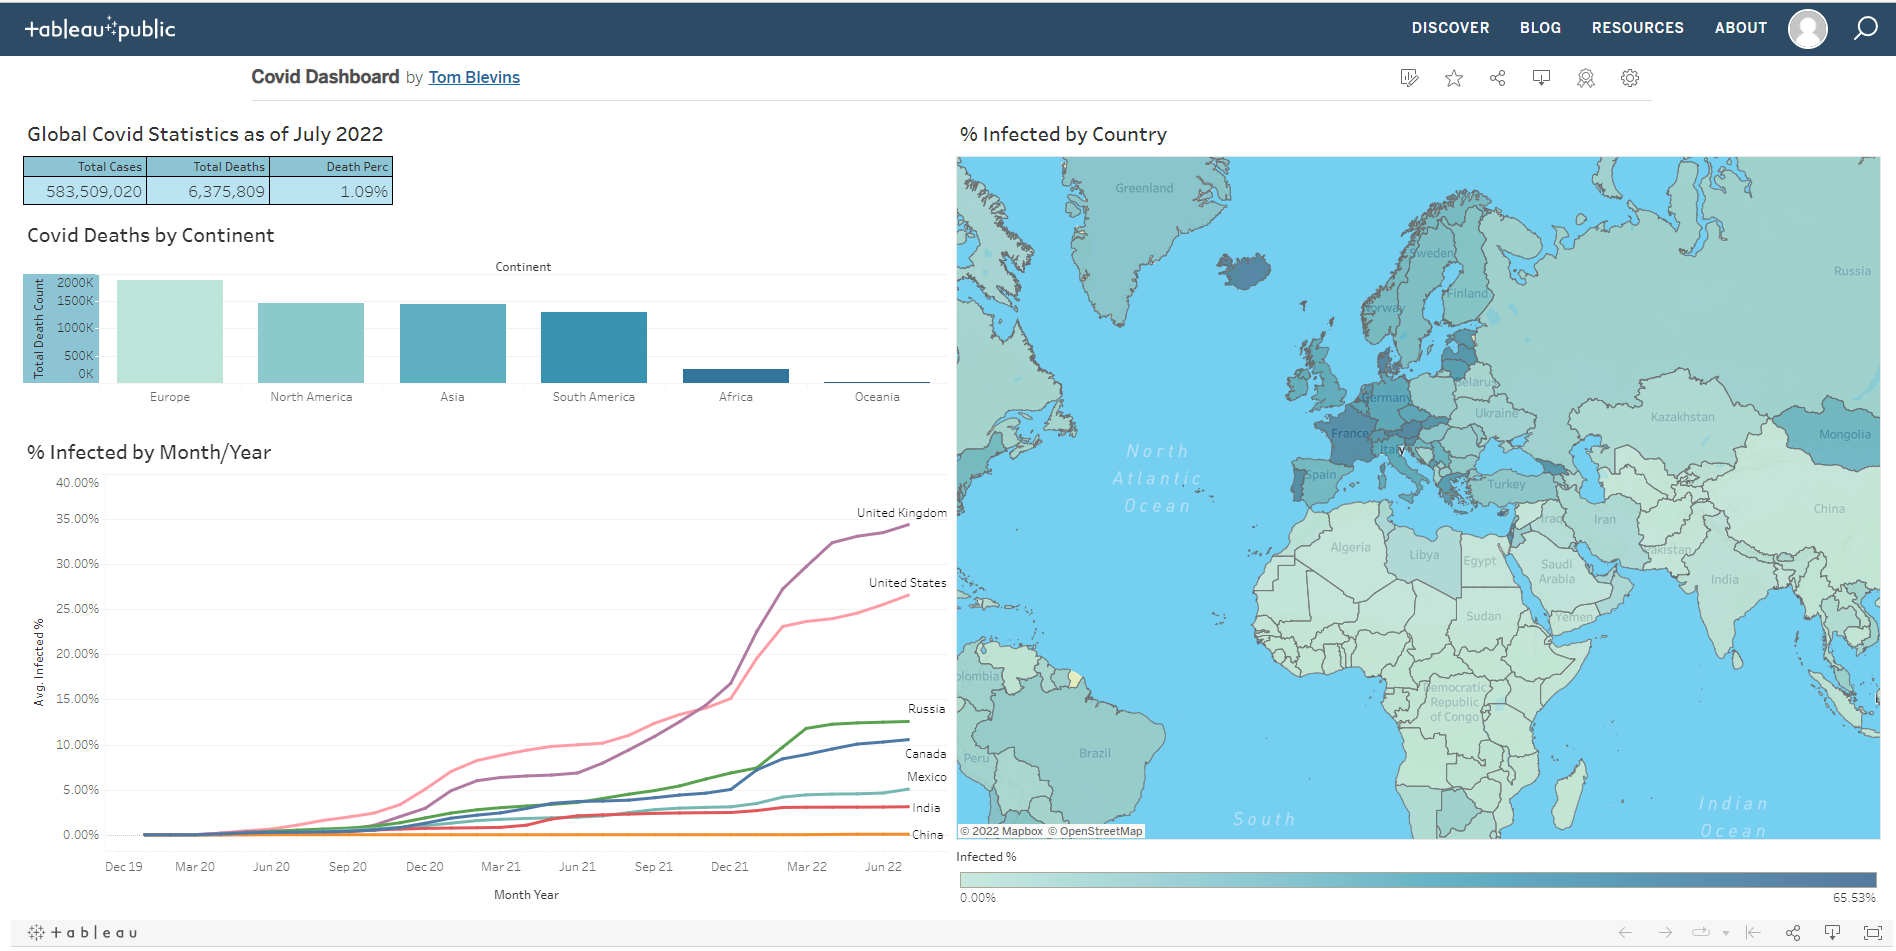 +ableau public
DISCOVER BLOG RESOURCES ABOUT
Covid Dashboard by Tom Blevins
Global Covid Statistics as of July 2022
Total Cases Total Deaths Death Perc
583,509,020 6,375,809 1.09%
Covid Deaths by Continent
Continent
Total Death Count
2000K
1500K
1000K
500K
0K
Europe North America Asia South America Africa Oceania
% Infected by Month/Year
Avg. Infected %
40.00%
35.00%
30.00%
25.00%
20.00%
15.00%
10.00%
5.00%
0.00%
United Kingdom
United States
Russia
Canada
Mexico
India
China
Dec 19 Mar 20 Jun 20 Sep 20 Dec 20 Mar 21 Jun 21 Sep 21 Dec 21 Mar 22 Jun 22
Month Year
% Infected by Country
Greenland
Sweden
Russia
Finland
Norway
Belarus
Germany
Ukraine
Kazakhstan
France
Mongolia
Italy
North
Atlantic
Ocean
Spain
Turkey
China
Iraq
Iran
Algeria
Libya
Egypt
Pakistan
Saudi
Arabia
India
Sudan
Yemen
olombia
Democratic
Republic
of Congo
Brazil
Peru
South
Indian
Ocean
© 2022 Mapbox © OpenStreetMap
Infected %
0.00% 65.53%
+ a b l e a u